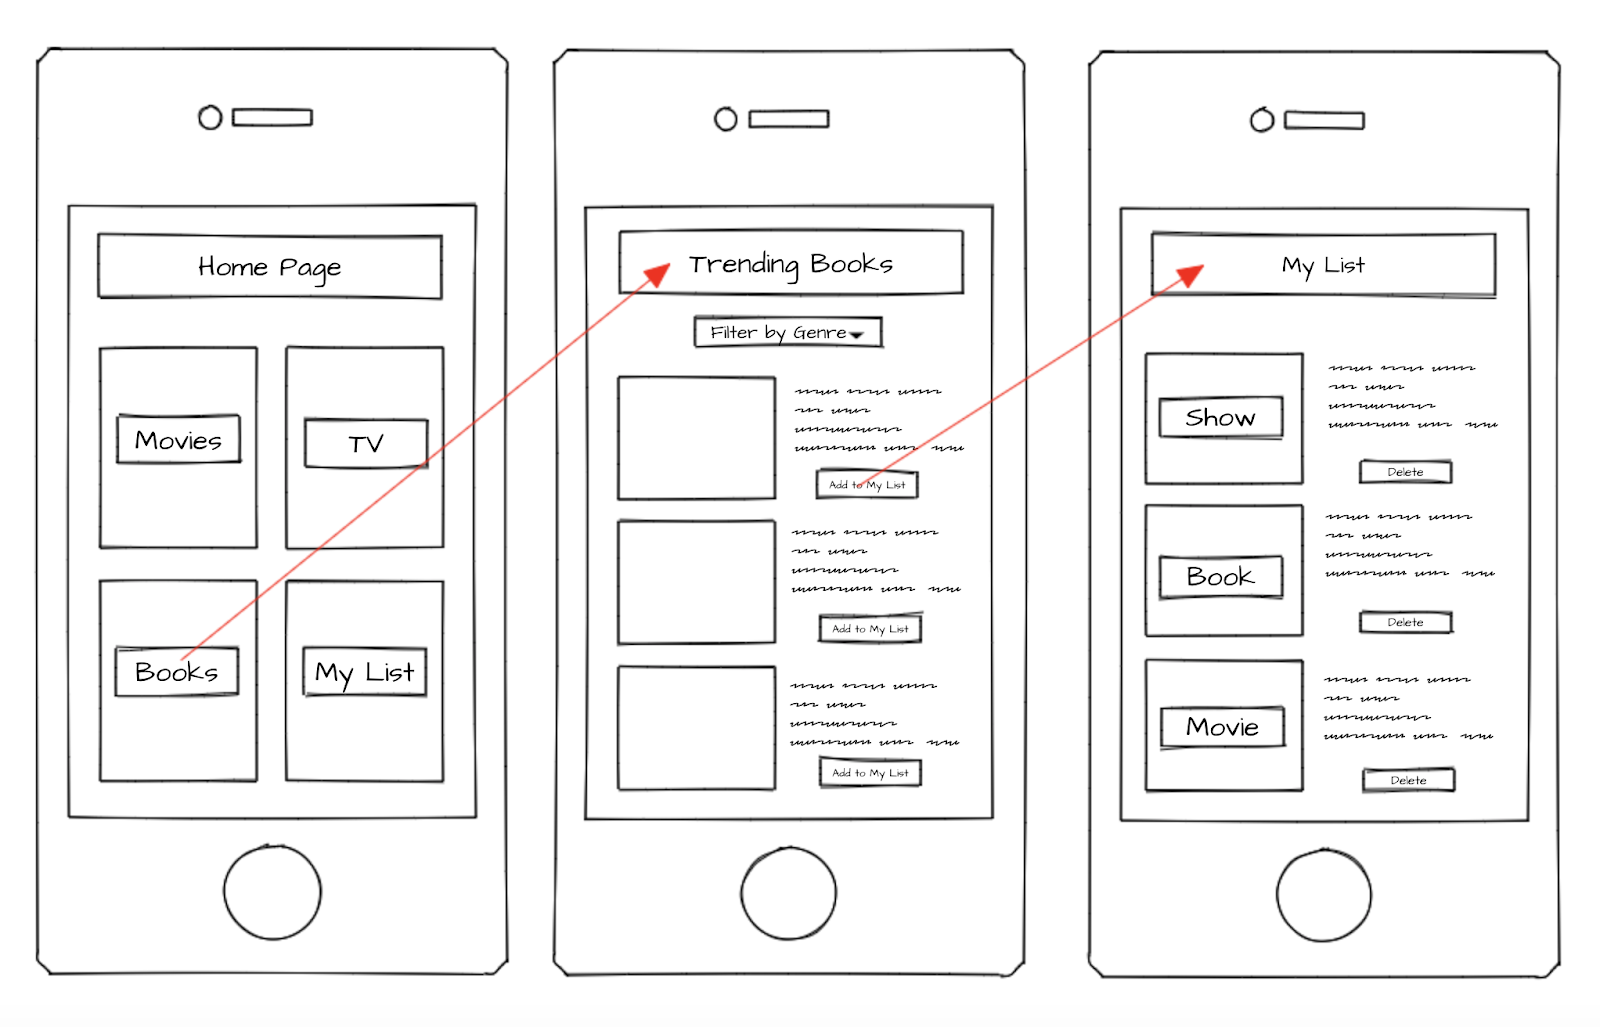 Home Page
Movies
TV
Books
My List
Trending Books
Filter by Genre
Add to My List
Add to My List
Add to My List
My List
Show
Delete
Book
Delete
Movie
Delete